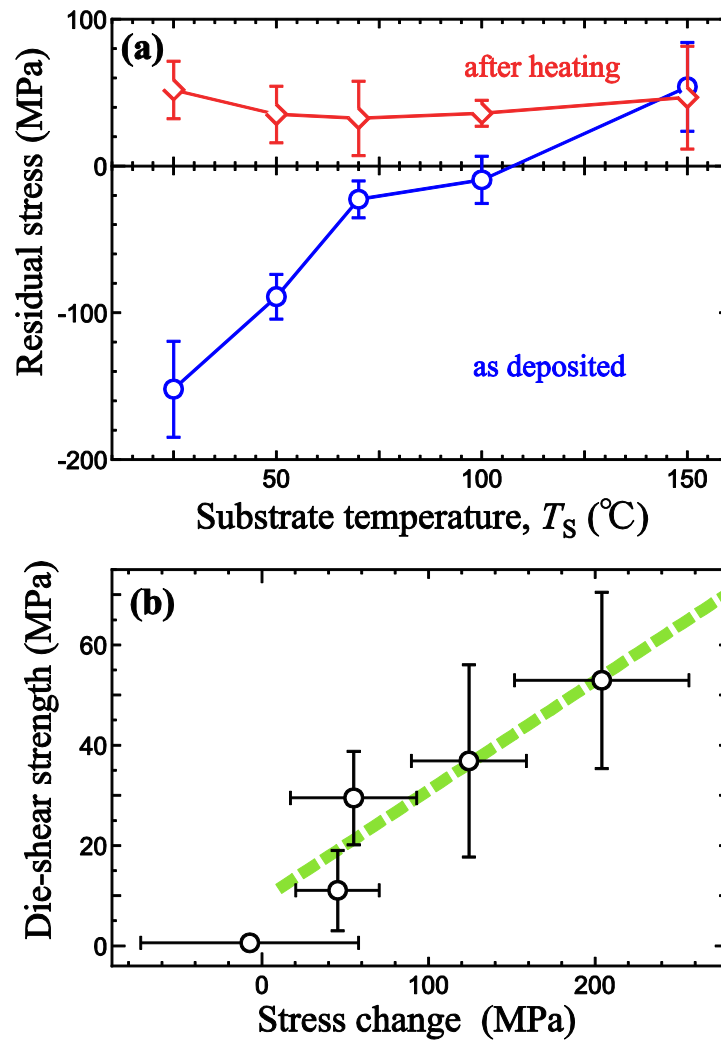 (a)
after heating
as deposited
Residual stress (MPa)
100
0
-100
-200
50
100
150
Substrate temperature, TS (℃)
(b)
Die-shear strength (MPa)
60
40
20
0
0
100
200
Stress change (MPa)